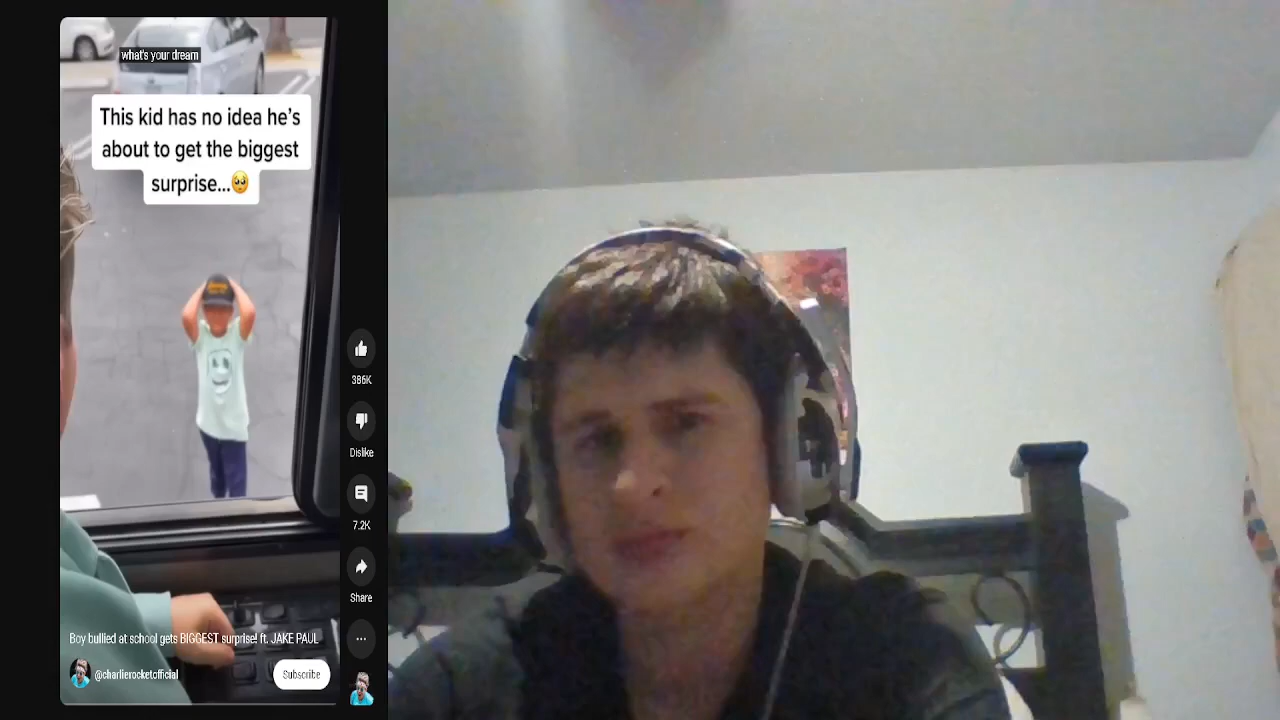 what's your dream
This kid has no idea he's
about to get the biggest
surprise...🥺
386K
Dislike
7.2K
Share
Boy bullied at school gets BIGGEST surprise! ft. JAKE PAUL
@charlierocketofficial
Subscribe